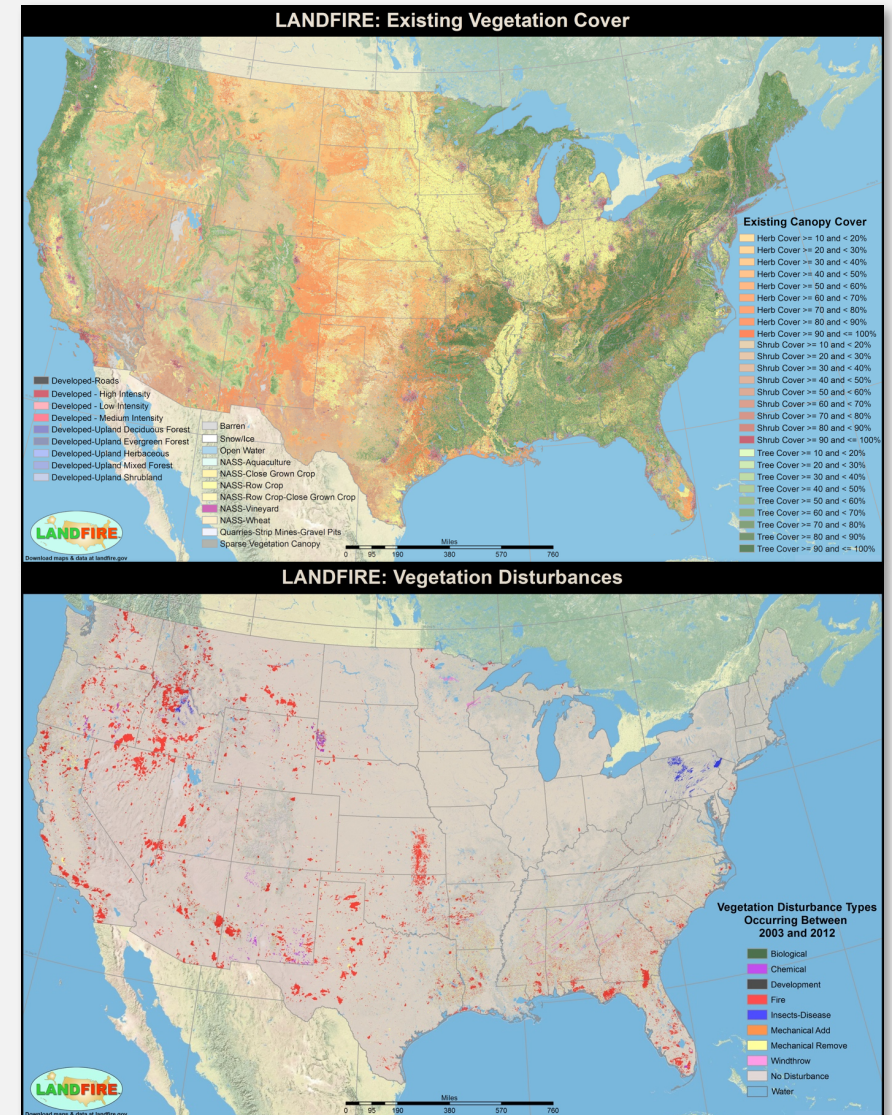 LANDFIRE: Existing Vegetation Cover
Existing Canopy Cover
Herb Cover >= 10 and < 20%
Herb Cover >= 20 and < 30%
Herb Cover >= 30 and < 40%
Herb Cover >= 40 and < 50%
Herb Cover >= 50 and < 60%
Herb Cover >= 60 and < 70%
Herb Cover >= 70 and < 80%
Herb Cover >= 80 and < 90%
Herb Cover >= 90 and <= 100%
Shrub Cover >= 10 and < 20%
Shrub Cover >= 20 and < 30%
Shrub Cover >= 30 and < 40%
Shrub Cover >= 40 and < 50%
Shrub Cover >= 50 and < 60%
Shrub Cover >= 60 and < 70%
Shrub Cover >= 70 and < 80%
Shrub Cover >= 80 and < 90%
Shrub Cover >= 90 and <= 100%
Tree Cover >= 10 and < 20%
Tree Cover >= 20 and < 30%
Tree Cover >= 30 and < 40%
Tree Cover >= 40 and < 50%
Tree Cover >= 50 and < 60%
Tree Cover >= 60 and < 70%
Tree Cover >= 70 and < 80%
Tree Cover >= 80 and < 90%
Tree Cover >= 90 and <= 100%
Developed-Roads
Developed - High Intensity
Developed - Low Intensity
Developed - Medium Intensity
Developed-Upland Deciduous Forest
Developed-Upland Evergreen Forest
Developed-Upland Herbaceous
Developed-Upland Mixed Forest
Developed-Upland Shrubland
Barren
Snow/Ice
Open Water
NASS-Aquaculture
NASS-Close Grown Crop
NASS-Row Crop
NASS-Row Crop-Close Grown Crop
NASS-Vineyard
NASS-Wheat
Quarries-Strip Mines-Gravel Pits
Sparse Vegetation Canopy
LANDFIRE
Download maps & data at landfire.gov
Miles
0 95 190 380 570 760
LANDFIRE: Vegetation Disturbances
Vegetation Disturbance Types
Occurring Between
2003 and 2012
Biological
Chemical
Development
Fire
Insects-Disease
Mechanical Add
Mechanical Remove
Windthrow
No Disturbance
Water
LANDFIRE
Download maps & data at landfire.gov
Miles
0 95 190 380 570 760